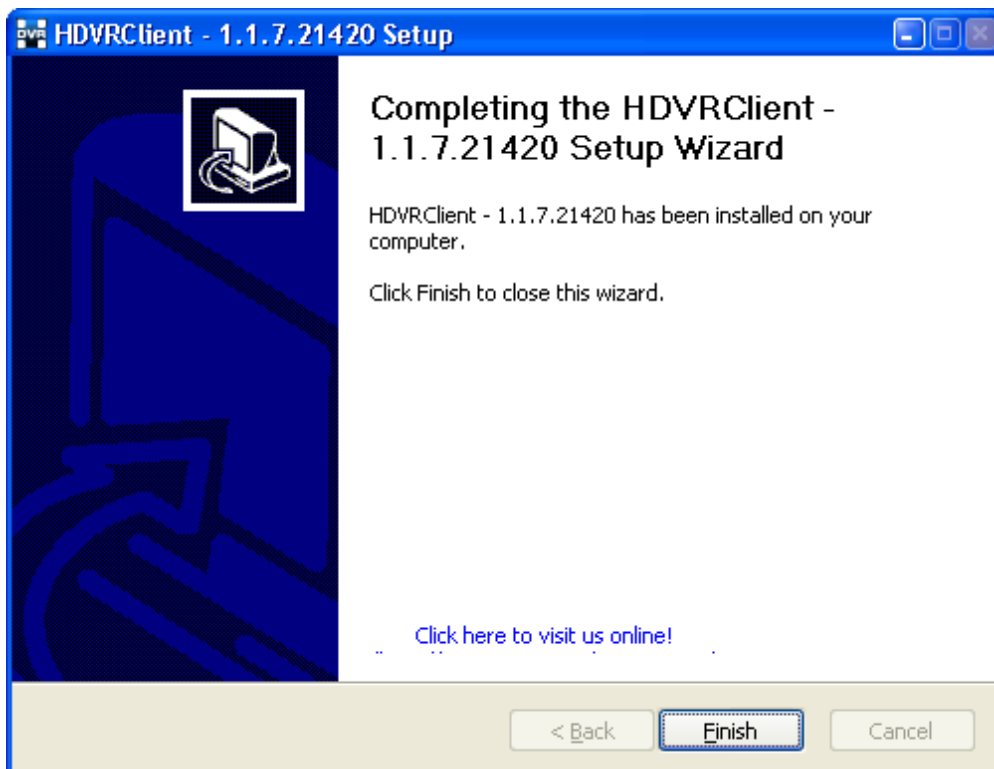 DVR HDVRClient - 1.1.7.21420 Setup
Completing the HDVRClient -
1.1.7.21420 Setup Wizard
HDVRClient - 1.1.7.21420 has been installed on your
computer.
Click Finish to close this wizard.
Click here to visit us online!
< Back
Finish
Cancel